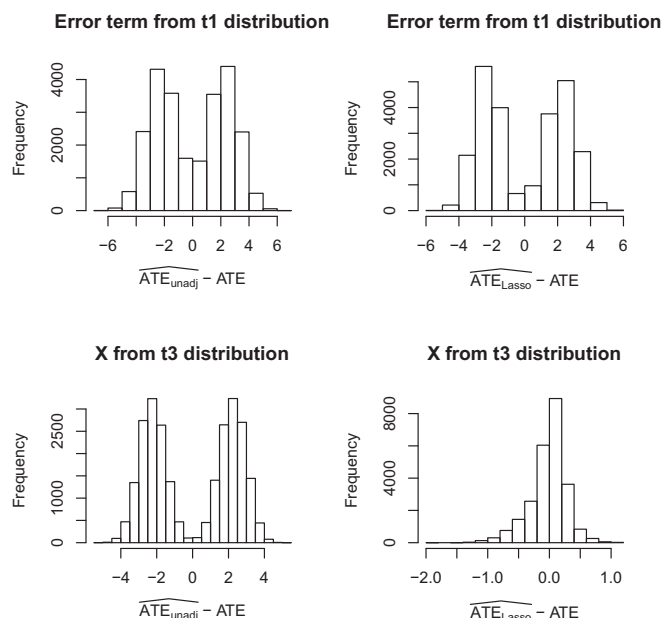 Error term from t1 distribution
Frequency
0 2000 4000
−6 −4 −2 0 2 4 6
ATE_unadj − ATE
Error term from t1 distribution
Frequency
0 2000 4000
−6 −4 −2 0 2 4 6
ATE_Lasso − ATE
X from t3 distribution
Frequency
0 1000 2500
−4 −2 0 2 4
ATE_unadj − ATE
X from t3 distribution
Frequency
0 4000 8000
−2.0 −1.0 0.0 1.0
ATE_Lasso − ATE